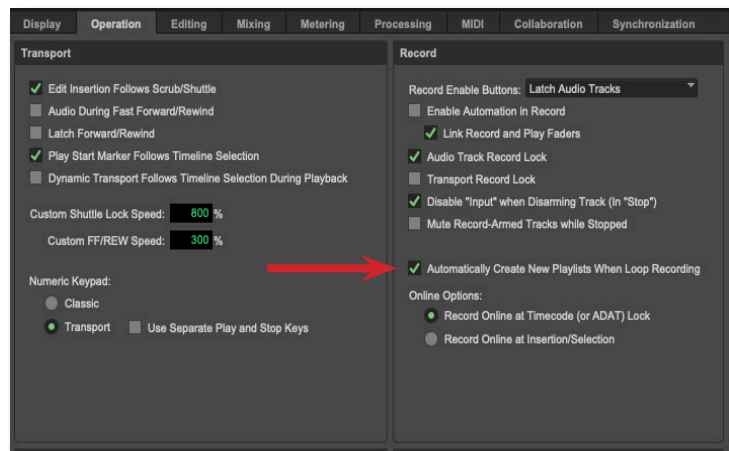 Display Operation Editing Mixing Metering Processing MIDI Collaboration Synchronization
Transport
Edit Insertion Follows Scrub/Shuttle
Audio During Fast Forward/Rewind
Latch Forward/Rewind
Play Start Marker Follows Timeline Selection
Dynamic Transport Follows Timeline Selection During Playback
Custom Shuttle Lock Speed: 800 %
Custom FF/REW Speed: 300 %
Numeric Keypad:
Classic
Transport Use Separate Play and Stop Keys
Record
Record Enable Buttons: Latch Audio Tracks
Enable Automation in Record
Link Record and Play Faders
Audio Track Record Lock
Transport Record Lock
Disable "Input" when Disarming Track (In "Stop")
Mute Record-Armed Tracks while Stopped
Automatically Create New Playlists When Loop Recording
Online Options:
Record Online at Timecode (or ADAT) Lock
Record Online at Insertion/Selection